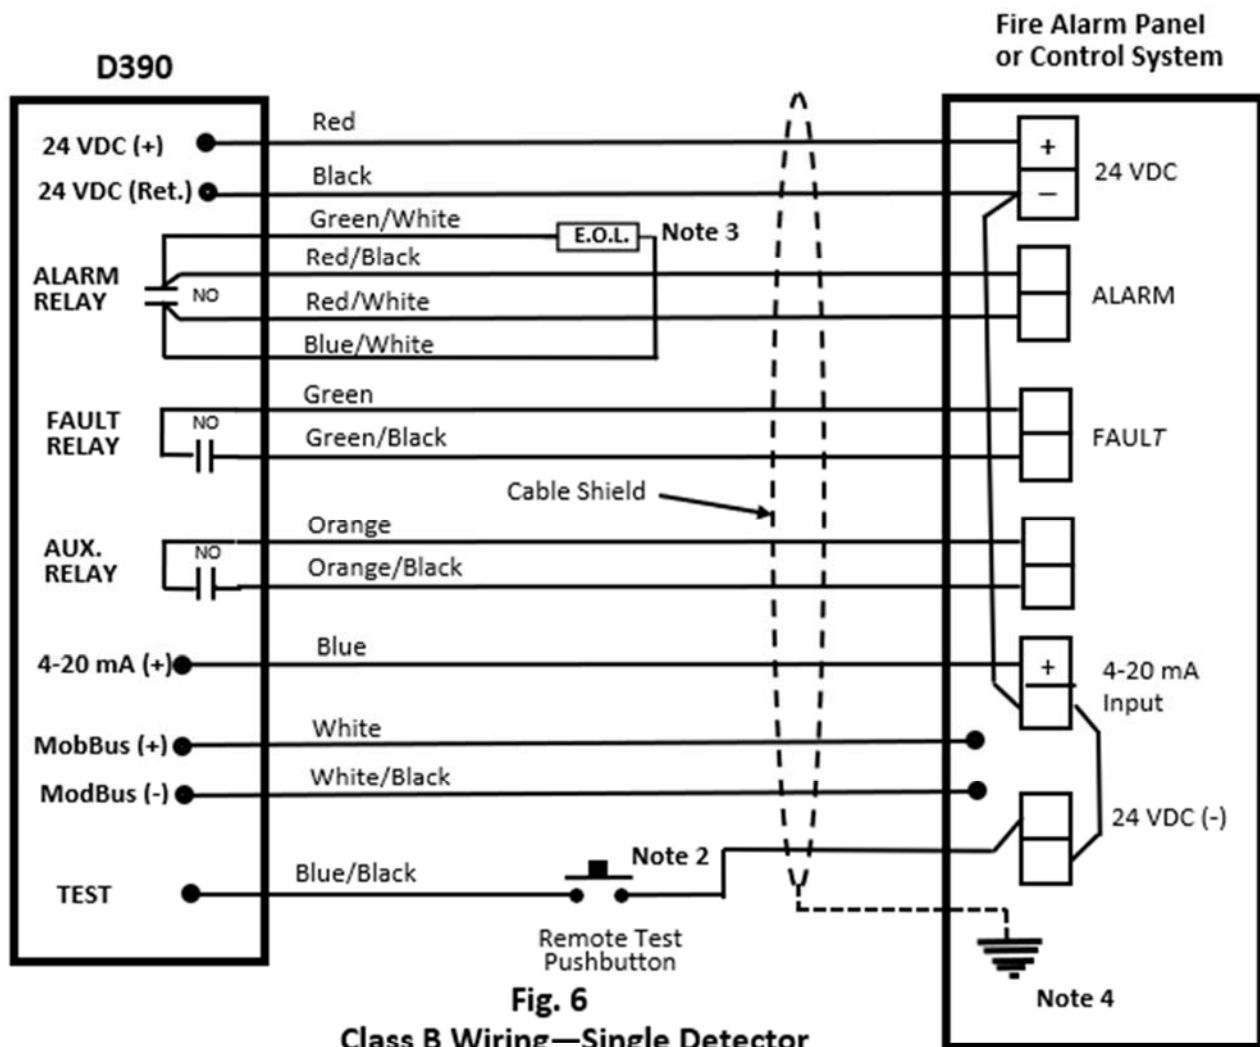 Fire Alarm Panel
or Control System
D390
24 VDC (+)
Red
+
24 VDC
24 VDC (Ret.)
Black
–
Green/White
E.O.L.
Note 3
ALARM
RELAY
NO
Red/Black
Red/White
Blue/White
ALARM
FAULT
RELAY
NO
Green
Green/Black
FAULT
Cable Shield
AUX.
RELAY
NO
Orange
Orange/Black
4-20 mA (+)
Blue
+
4-20 mA
Input
MobBus (+)
White
ModBus (-)
White/Black
24 VDC (-)
TEST
Blue/Black
Note 2
Remote Test
Pushbutton
Note 4
Fig. 6
Class B Wiring—Single Detector